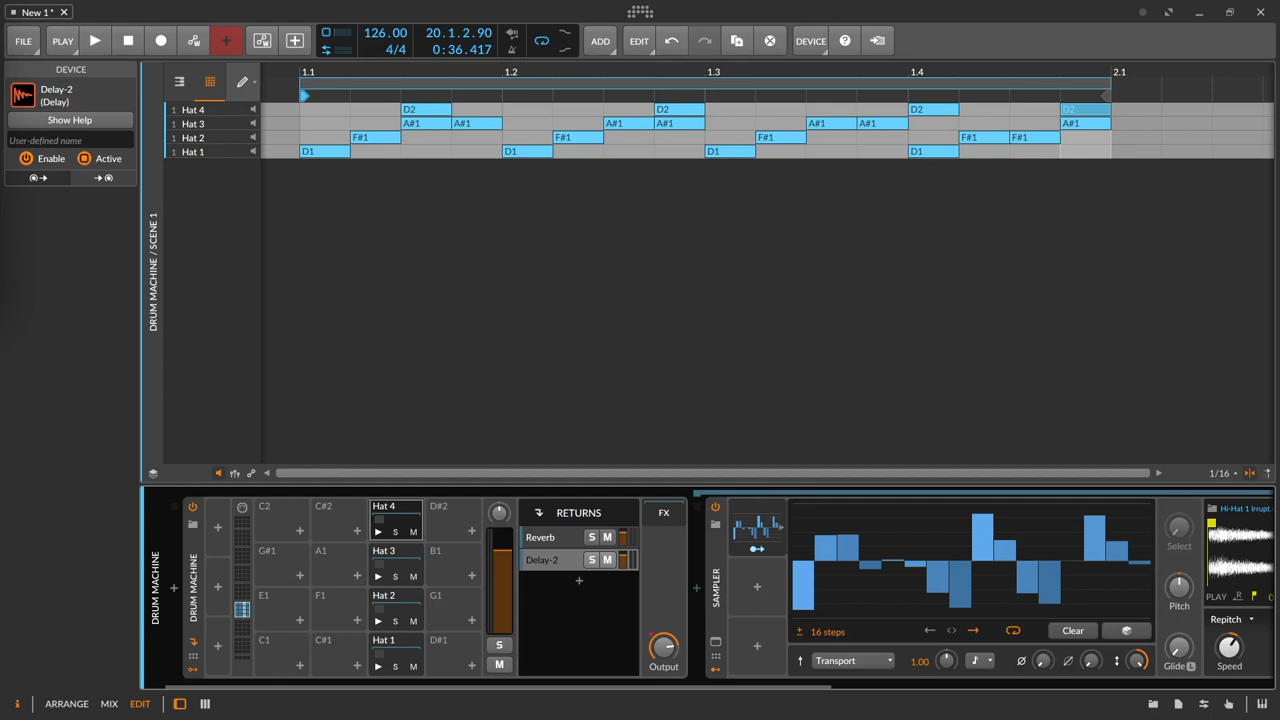 New 1*
FILE PLAY 126.00 4/4 20.1.2.90 0:36.417 ADD EDIT DEVICE ?
DEVICE
Delay-2
(Delay)
Show Help
User-defined name
Enable Active
1.1 1.2 1.3 1.4 2.1
1 Hat 4 D2 D2 D2 D2
1 Hat 3 A#1 A#1 A#1 A#1 A#1 A#1 A#1
1 Hat 2 F#1 F#1 F#1 F#1 F#1
1 Hat 1 D1 D1 D1 D1
DRUM MACHINE / SCENE 1
1/16
DRUM MACHINE
DRUM MACHINE
C2 C#2 Hat 4 D#2
S M
G#1 A1 Hat 3 B1
S M
E1 F1 Hat 2 G1
S M
C1 C#1 Hat 1 D#1
S M
S
M
RETURNS
Reverb S M
Delay-2 S M
FX
Output
SAMPLER
16 steps
Clear
Transport 1.00
Select
Pitch
Glide L
Hi-Hat 1 Irrupt
PLAY R
Repitch
Speed
i ARRANGE MIX EDIT